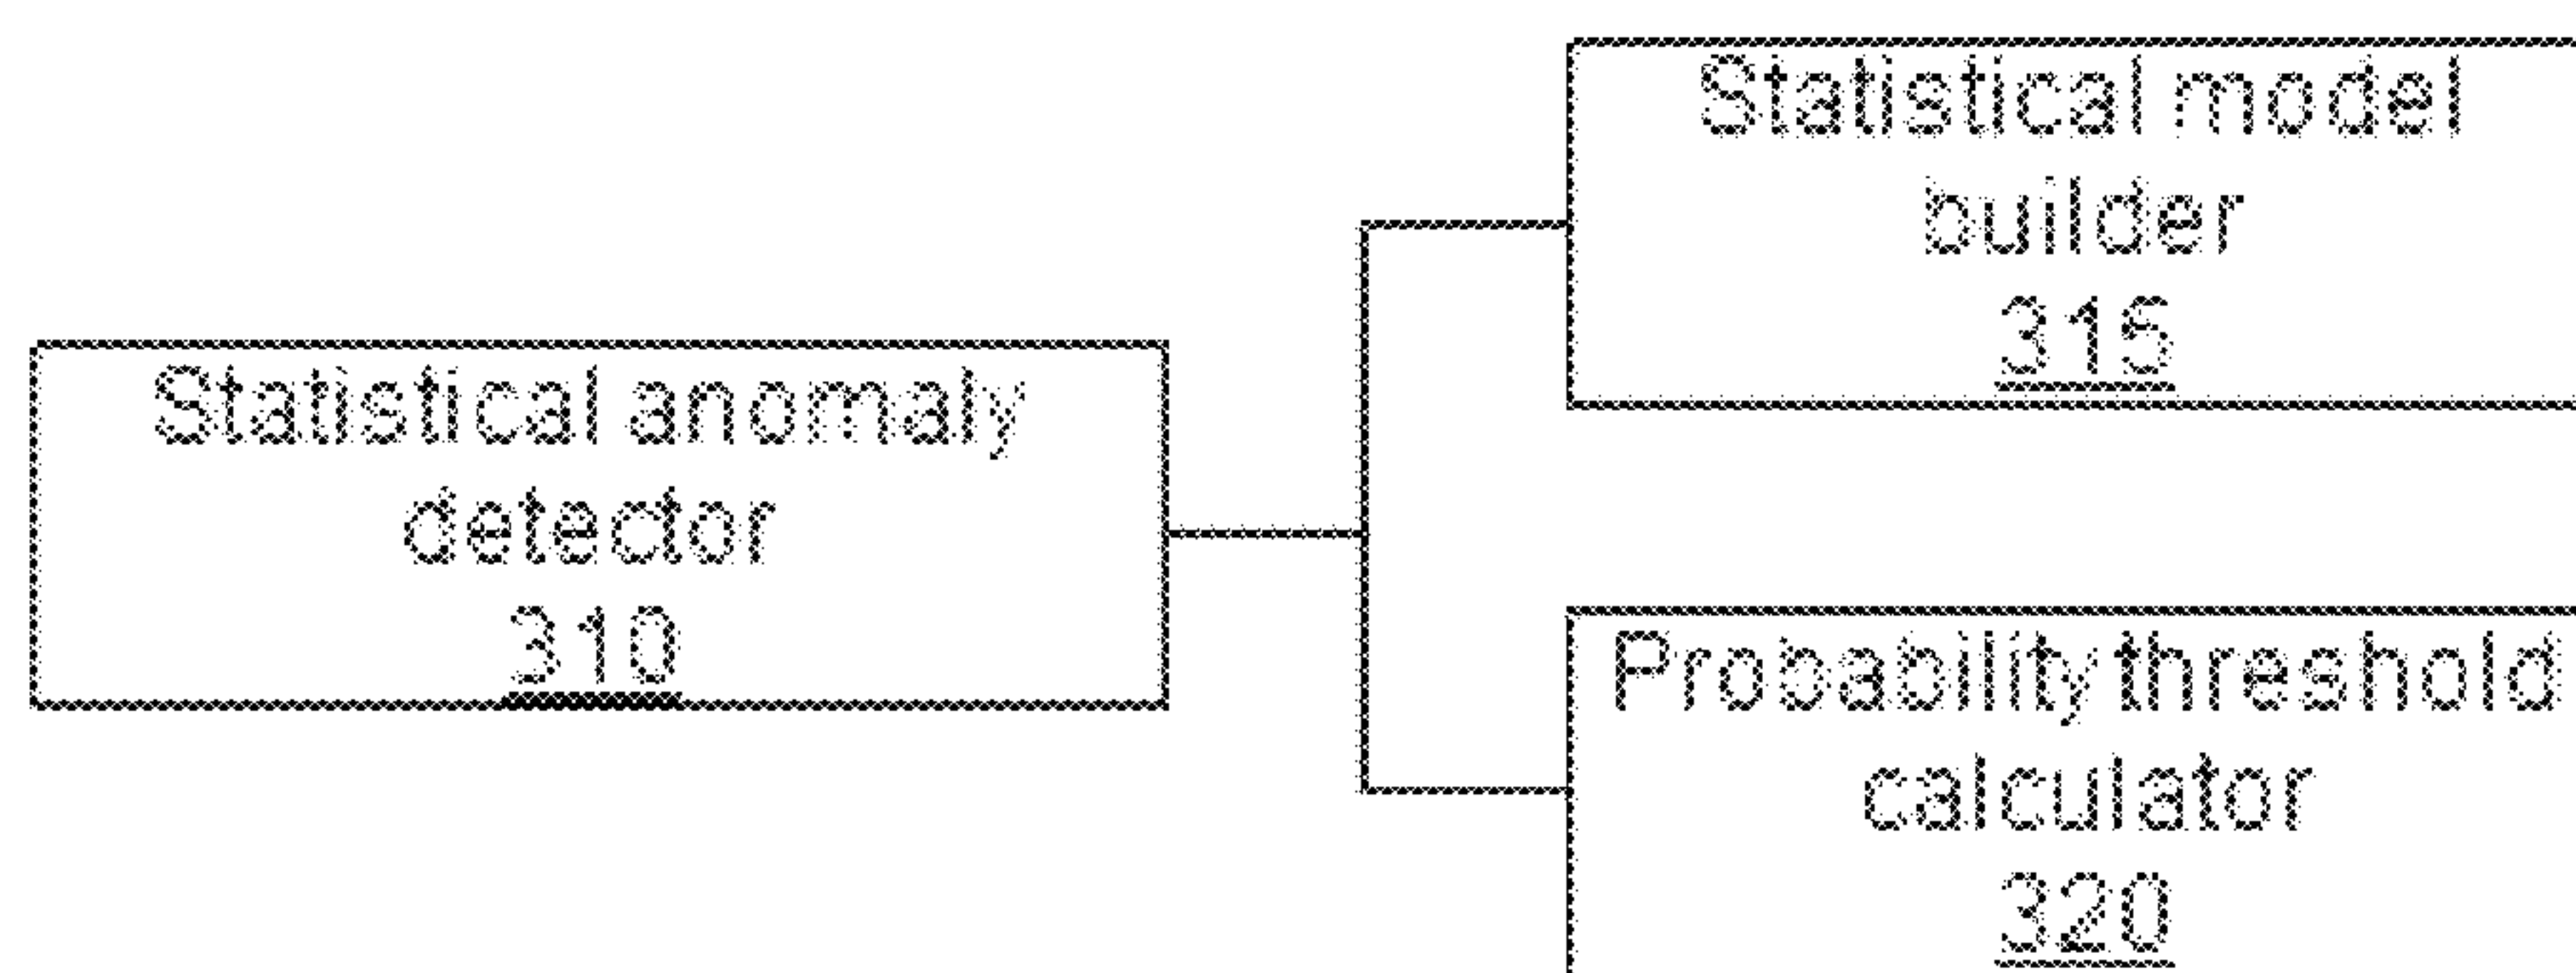 Statistical model
builder
315
Statistical anomaly
detector
310
Probability threshold
calculator
320